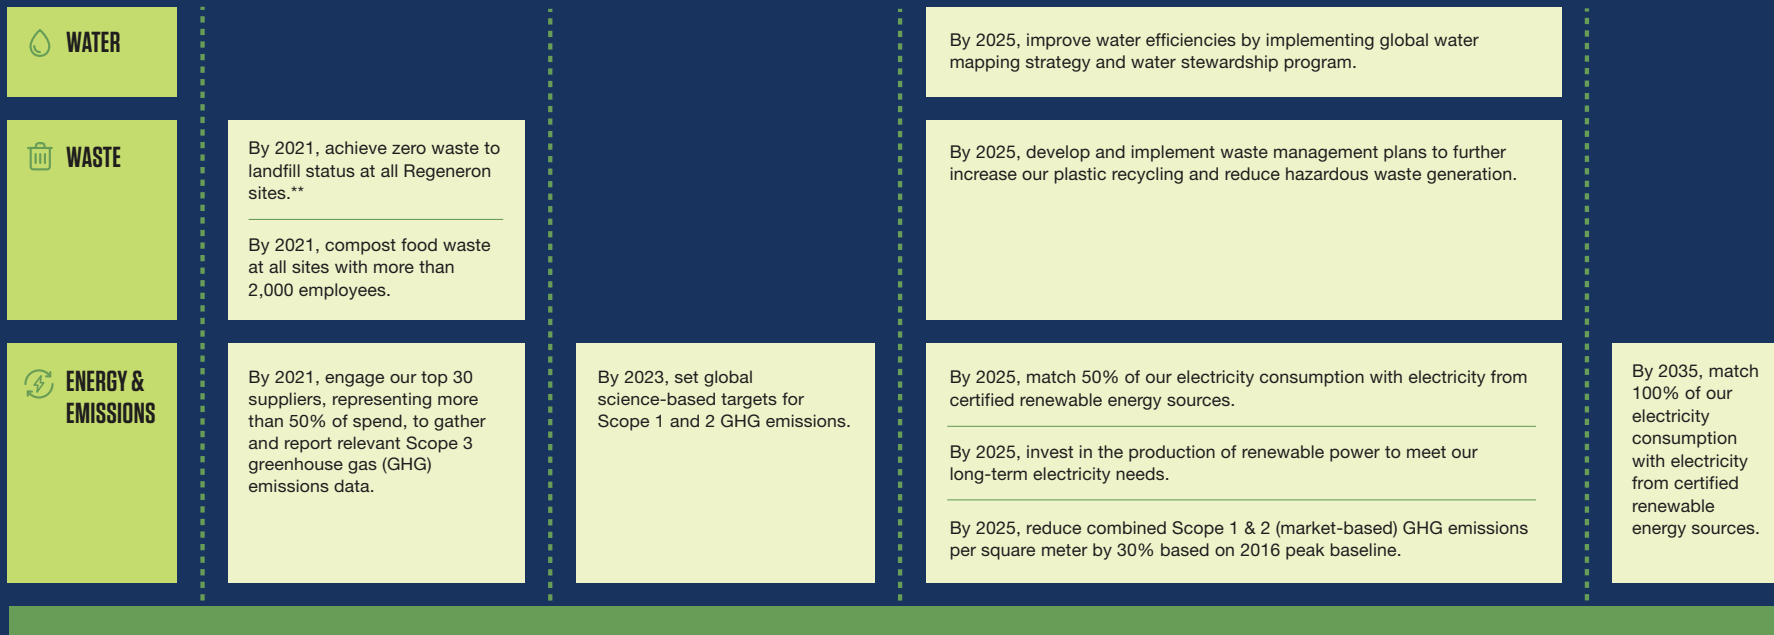 WATER
By 2025, improve water efficiencies by implementing global water
mapping strategy and water stewardship program.
WASTE
By 2021, achieve zero waste to
landfill status at all Regeneron
sites.**
By 2021, compost food waste
at all sites with more than
2,000 employees.
By 2025, develop and implement waste management plans to further
increase our plastic recycling and reduce hazardous waste generation.
ENERGY &
EMISSIONS
By 2021, engage our top 30
suppliers, representing more
than 50% of spend, to gather
and report relevant Scope 3
greenhouse gas (GHG)
emissions data.
By 2023, set global
science-based targets for
Scope 1 and 2 GHG emissions.
By 2025, match 50% of our electricity consumption with electricity from
certified renewable energy sources.
By 2025, invest in the production of renewable power to meet our
long-term electricity needs.
By 2025, reduce combined Scope 1 & 2 (market-based) GHG emissions
per square meter by 30% based on 2016 peak baseline.
By 2035, match
100% of our
electricity
consumption
with electricity
from certified
renewable
energy sources.